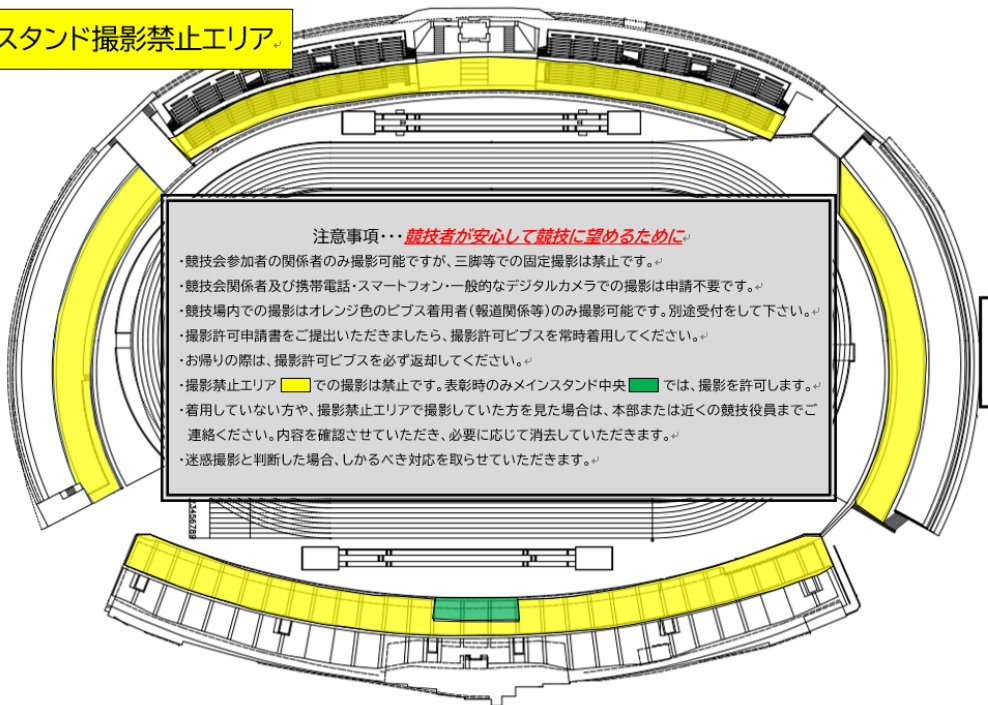 スタンド撮影禁止エリア
注意事項・・・競技者が安心して競技に望めるために
・競技会参加者の関係者のみ撮影可能ですが、三脚等での固定撮影は禁止です。
・競技会関係者及び携帯電話・スマートフォン・一般的なデジタルカメラでの撮影は申請不要です。
・競技場内での撮影はオレンジ色のビブス着用者(報道関係等)のみ撮影可能です。別途受付をして下さい。
・撮影許可申請書をご提出いただきましたら、撮影許可ビブスを常時着用してください。
・お帰りの際は、撮影許可ビブスを必ず返却してください。
・撮影禁止エリア での撮影は禁止です。表彰時のみメインスタンド中央 では、撮影を許可します。
・着用していない方や、撮影禁止エリアで撮影していた方を見た場合は、本部または近くの競技役員までご
連絡ください。内容を確認させていただき、必要に応じて消去していただきます。
・迷惑撮影と判断した場合、しかるべき対応を取らせていただきます。
23456789